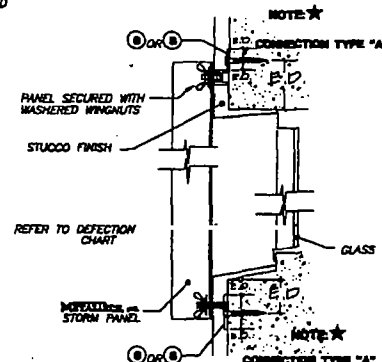 NOTE: ★
OR
CONNECTION TYPE "A"
E.D.
E.D.
PANEL SECURED WITH
WASHERED WINGNUTS
STUCCO FINISH
REFER TO DEFECTION
CHART
GLASS
STORM PANEL
E.D.
NOTE: ★
OR
CONNECTION TYPE "A"